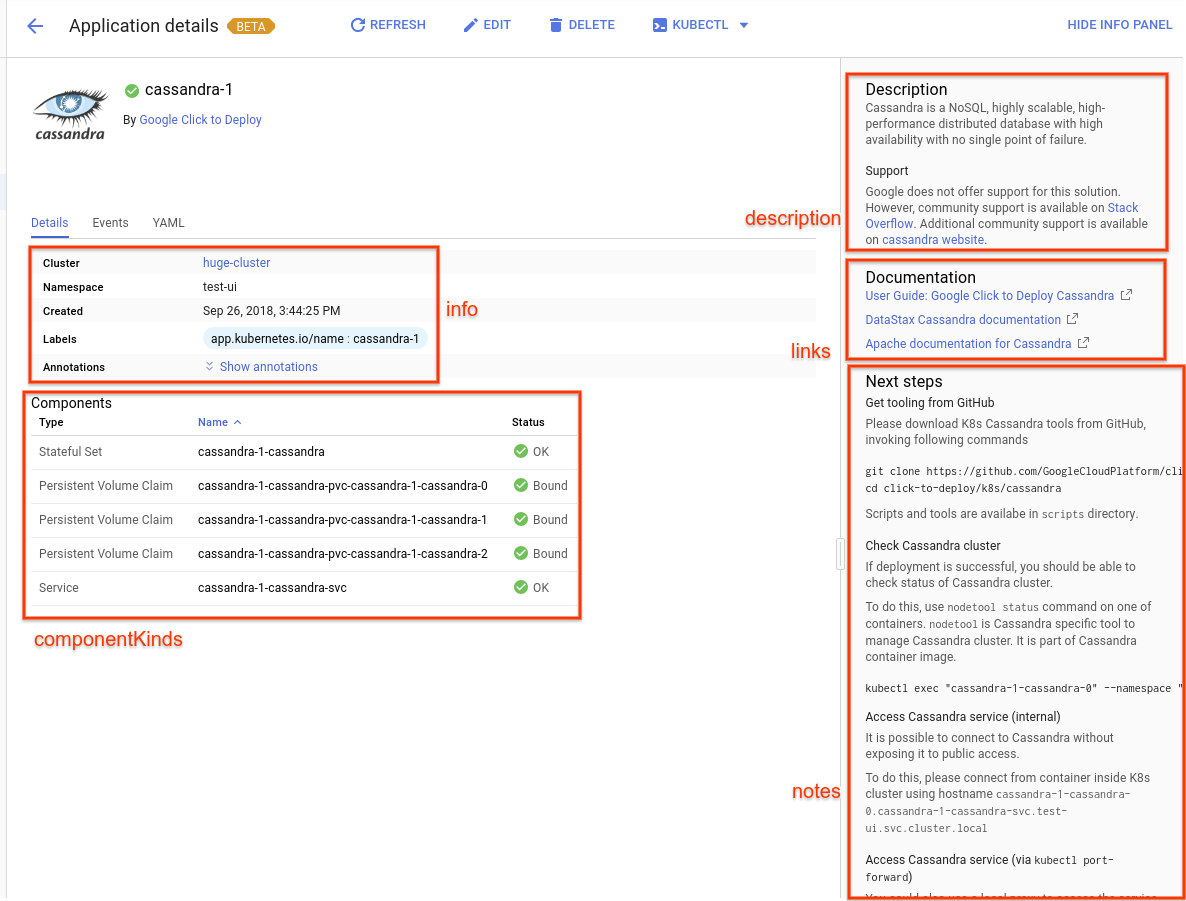 Application details BETA REFRESH EDIT DELETE KUBECTL HIDE INFO PANEL
cassandra
cassandra-1
By Google Click to Deploy
Details Events YAML
Cluster huge-cluster
Namespace test-ui
Created Sep 26, 2018, 3:44:25 PM
Labels app.kubernetes.io/name : cassandra-1
Annotations Show annotations
info
Components
Type Name Status
Stateful Set cassandra-1-cassandra OK
Persistent Volume Claim cassandra-1-cassandra-pvc-cassandra-1-cassandra-0 Bound
Persistent Volume Claim cassandra-1-cassandra-pvc-cassandra-1-cassandra-1 Bound
Persistent Volume Claim cassandra-1-cassandra-pvc-cassandra-1-cassandra-2 Bound
Service cassandra-1-cassandra-svc OK
componentKinds
description
Description
Cassandra is a NoSQL, highly scalable, high-
performance distributed database with high
availability with no single point of failure.
Support
Google does not offer support for this solution.
However, community support is available on Stack
Overflow. Additional community support is available
on cassandra website.
links
Documentation
User Guide: Google Click to Deploy Cassandra
DataStax Cassandra documentation
Apache documentation for Cassandra
notes
Next steps
Get tooling from GitHub
Please download K8s Cassandra tools from GitHub,
invoking following commands
git clone https://github.com/GoogleCloudPlatform/cli
cd click-to-deploy/k8s/cassandra
Scripts and tools are availabe in scripts directory.
Check Cassandra cluster
If deployment is successful, you should be able to
check status of Cassandra cluster.
To do this, use nodetool status command on one of
containers. nodetool is Cassandra specific tool to
manage Cassandra cluster. It is part of Cassandra
container image.
kubectl exec "cassandra-1-cassandra-0" --namespace "
Access Cassandra service (internal)
It is possible to connect to Cassandra without
exposing it to public access.
To do this, please connect from container inside K8s
cluster using hostname cassandra-1-cassandra-
0.cassandra-1-cassandra-svc.test-
ui.svc.cluster.local
Access Cassandra service (via kubectl port-
forward)